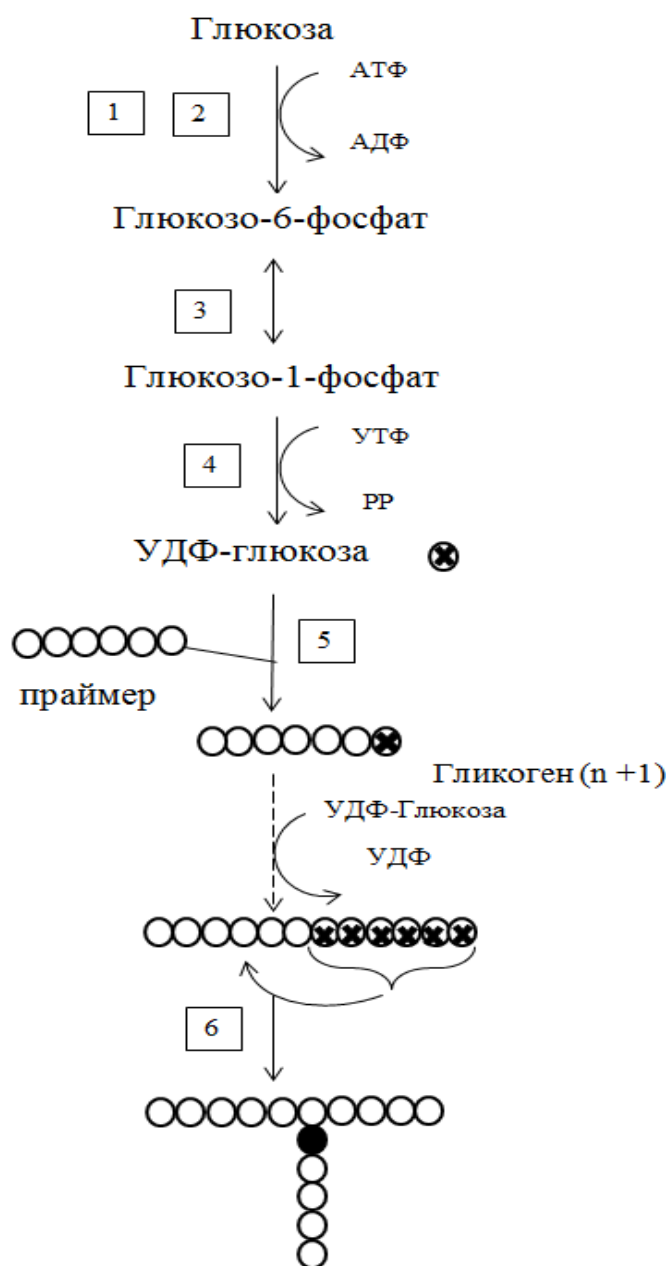 Глюкоза
АТФ
1 2
АДФ
Глюкозо-6-фосфат
3
Глюкозо-1-фосфат
УТФ
4
PP
УДФ-глюкоза
5
праймер
Гликоген (n +1)
УДФ-Глюкоза
УДФ
6